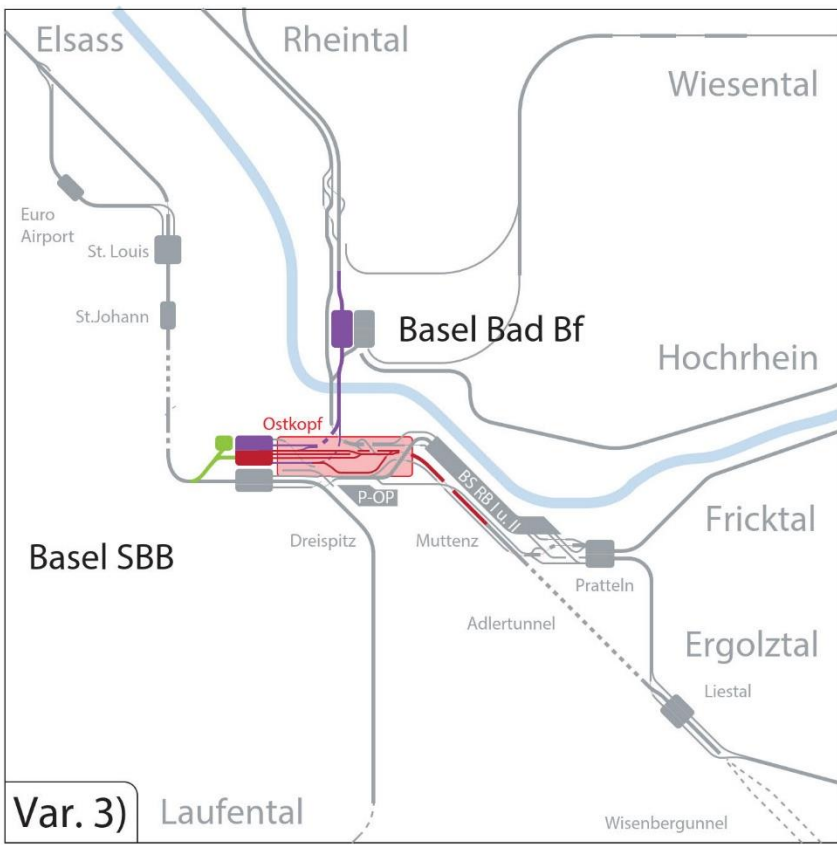 Elsass
Rheintal
Wiesental
Euro
Airport
St. Louis
St.Johann
Basel Bad Bf
Hochrhein
Ostkopf
P-OP
BS RB I u. II
Fricktal
Dreispitz
Muttenz
Basel SBB
Pratteln
Adlertunnel
Ergolztal
Liestal
Var. 3)
Laufental
Wisenbergunnel